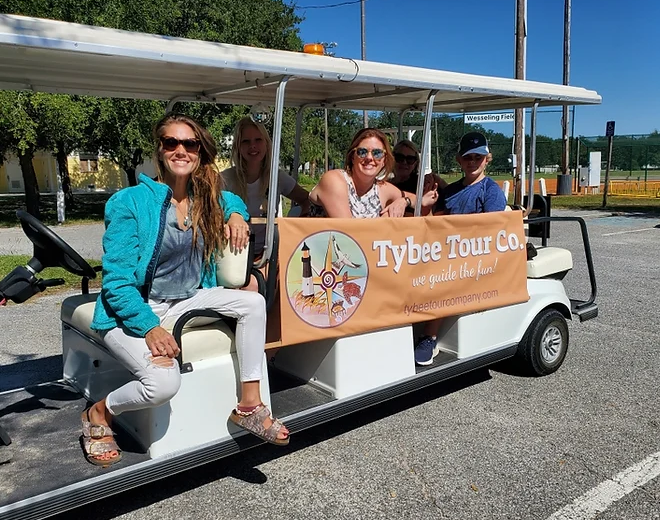 Wesseling Field
Tybee Tour Co.
we guide the fun!
tybeetourcompany.com